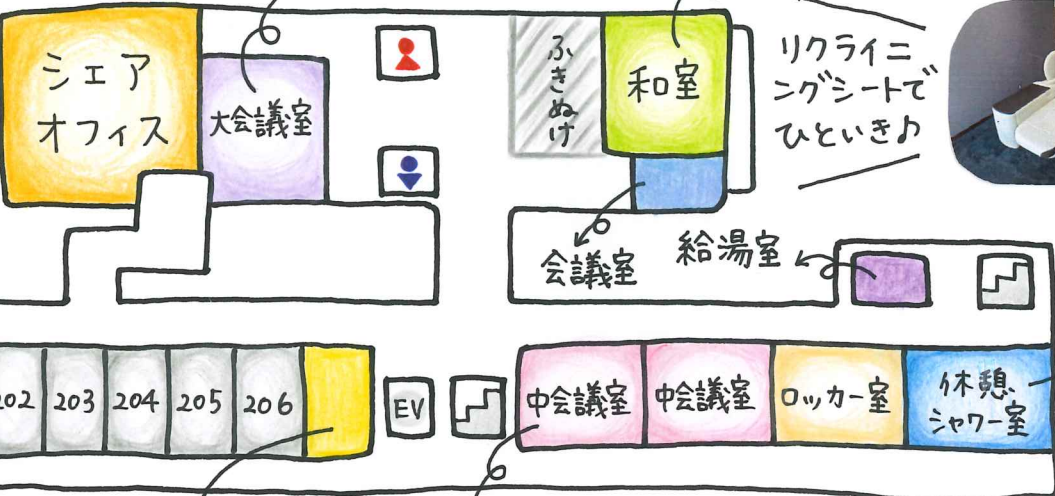 シェア
オフィス
大会議室
ふきぬけ
和室
リクライニ
ングシートで
ひといき♪
会議室
給湯室
202
203
204
205
206
EV
中会議室
中会議室
ロッカー室
休憩、
シャワー室